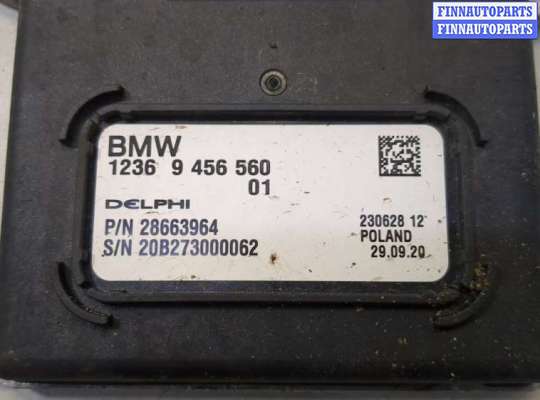 FINNAUTOPARTS
FINNAUTOPARTS
BMW
1236 9 456 560
01
DELPHI
P/N 28663964
S/N 20B273000062
230628 12
POLAND
29.09.20